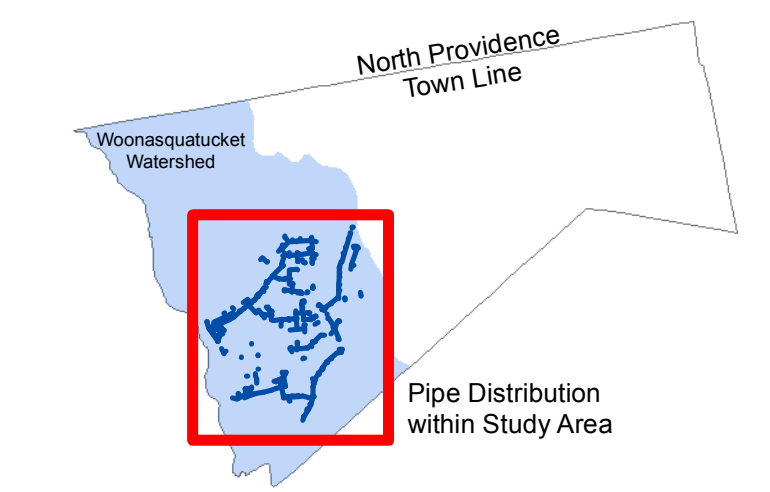 North Providence
Town Line
Woonasquatucket
Watershed
Pipe Distribution
within Study Area